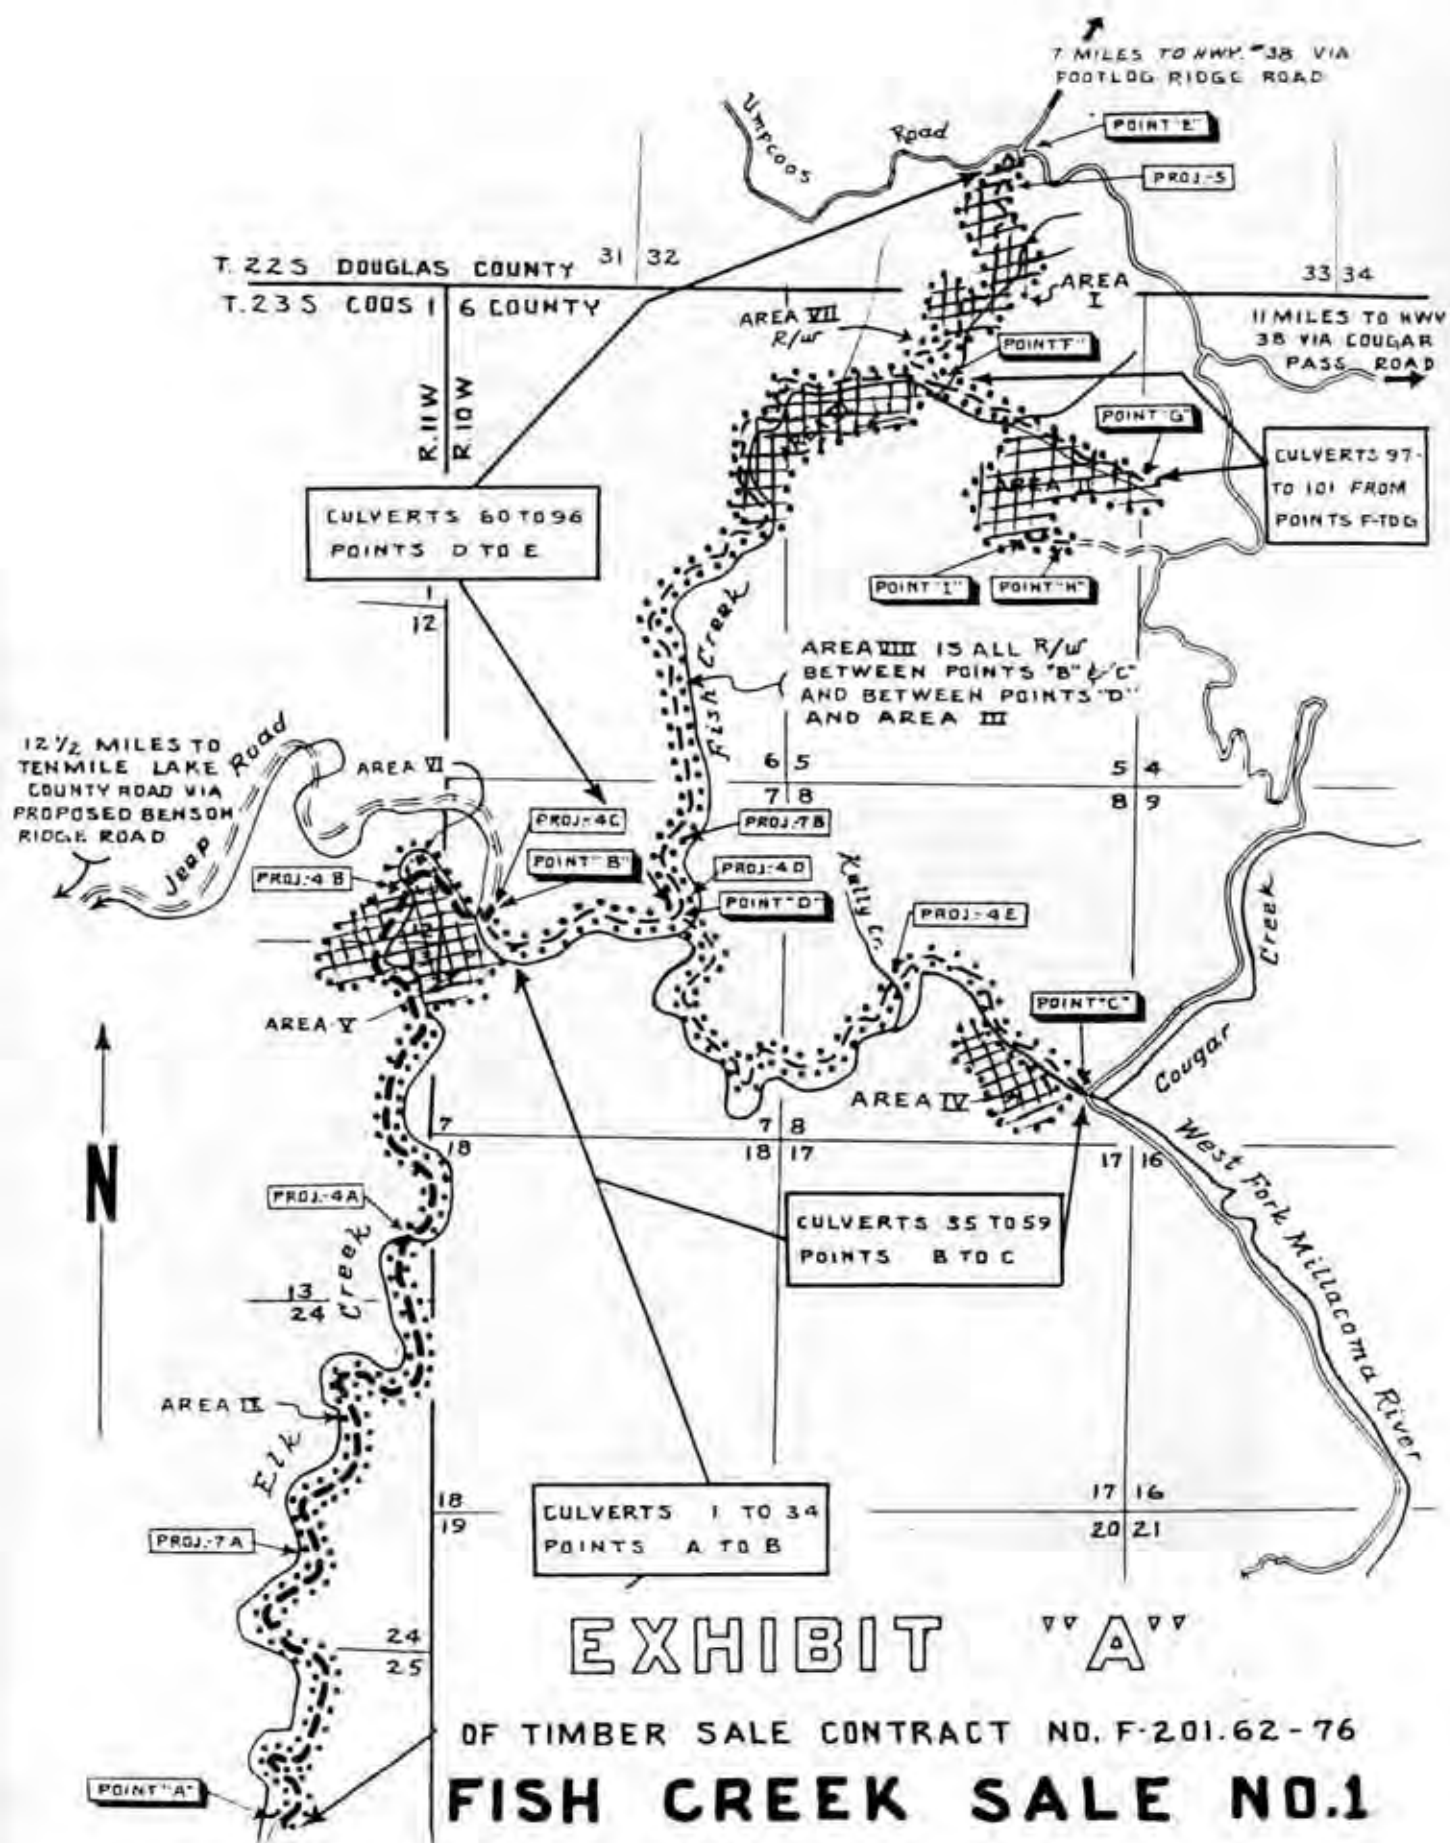 7 MILES TO HWY. #38 VIA
FOOTLOG RIDGE ROAD
Umpcoos
Road
POINT "E"
PROJ.-5
T. 22 S DOUGLAS COUNTY
31 32
33 34
T. 23 S COOS 1 6 COUNTY
AREA
I
AREA VII
R/W
POINT "F"
11 MILES TO HWY
38 VIA COUGAR
PASS ROAD
R. 11 W
R. 10 W
POINT "G"
CULVERTS 97-
TO 101 FROM
POINTS F-TO G
AREA II
CULVERTS 60 TO 96
POINTS D TO E
POINT "I"
POINT "H"
1
12
Fish Creek
AREA VIII IS ALL R/W
BETWEEN POINTS "B" & "C"
AND BETWEEN POINTS "D"
AND AREA III
12 1/2 MILES TO
TENMILE LAKE
COUNTY ROAD VIA
PROPOSED BENSON
RIDGE ROAD
Jeep Road
AREA VI
6 5
7 8
5 4
8 9
PROJ.-4C
PROJ.-7B
POINT "B"
PROJ.-4D
PROJ.-4B
POINT "D"
PROJ.-4E
Cr.
POINT "C"
Cougar Creek
AREA V
AREA IV
7
18
7 8
18 17
17 16
West Fork Millacoma River
N
PROJ.-4A
CULVERTS 35 TO 59
POINTS B TO C
13
24
Elk Creek
AREA IX
CULVERTS 1 TO 34
POINTS A TO B
18
19
17 16
20 21
PROJ.-7A
24
25
EXHIBIT "A"
OF TIMBER SALE CONTRACT NO. F-201.62-76
POINT "A"
FISH CREEK SALE NO.1